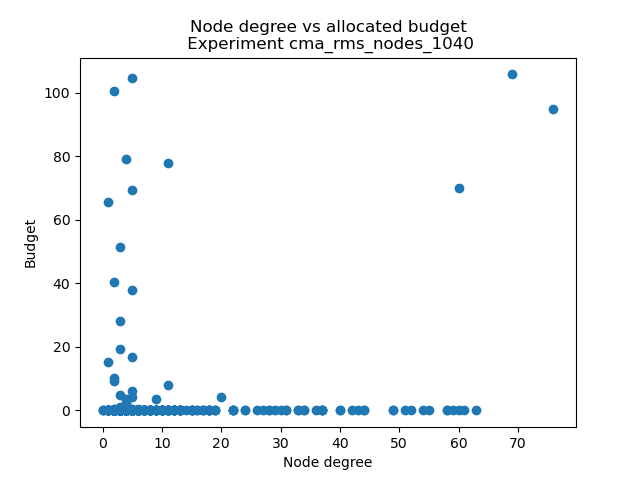 Node degree vs allocated budget
Experiment cma_rms_nodes_1040
100
80
60
40
20
0
Budget
0 10 20 30 40 50 60 70
Node degree